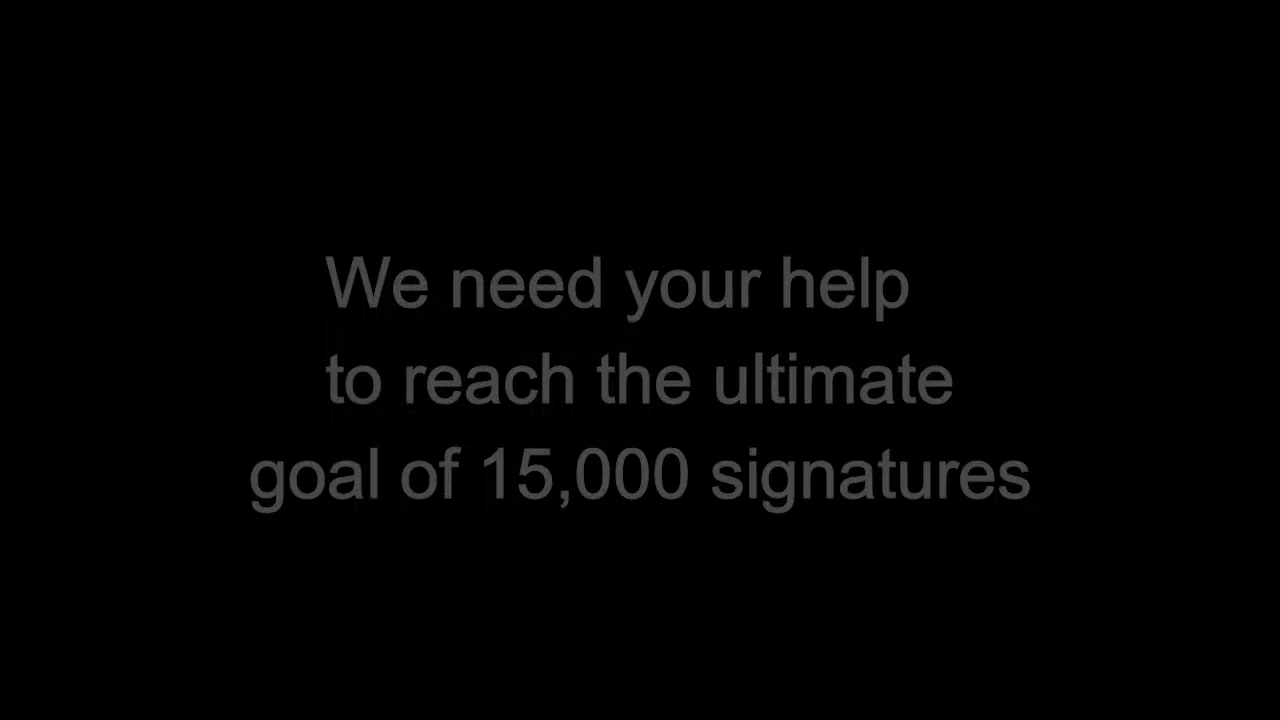 We need your help
to reach the ultimate
goal of 15,000 signatures